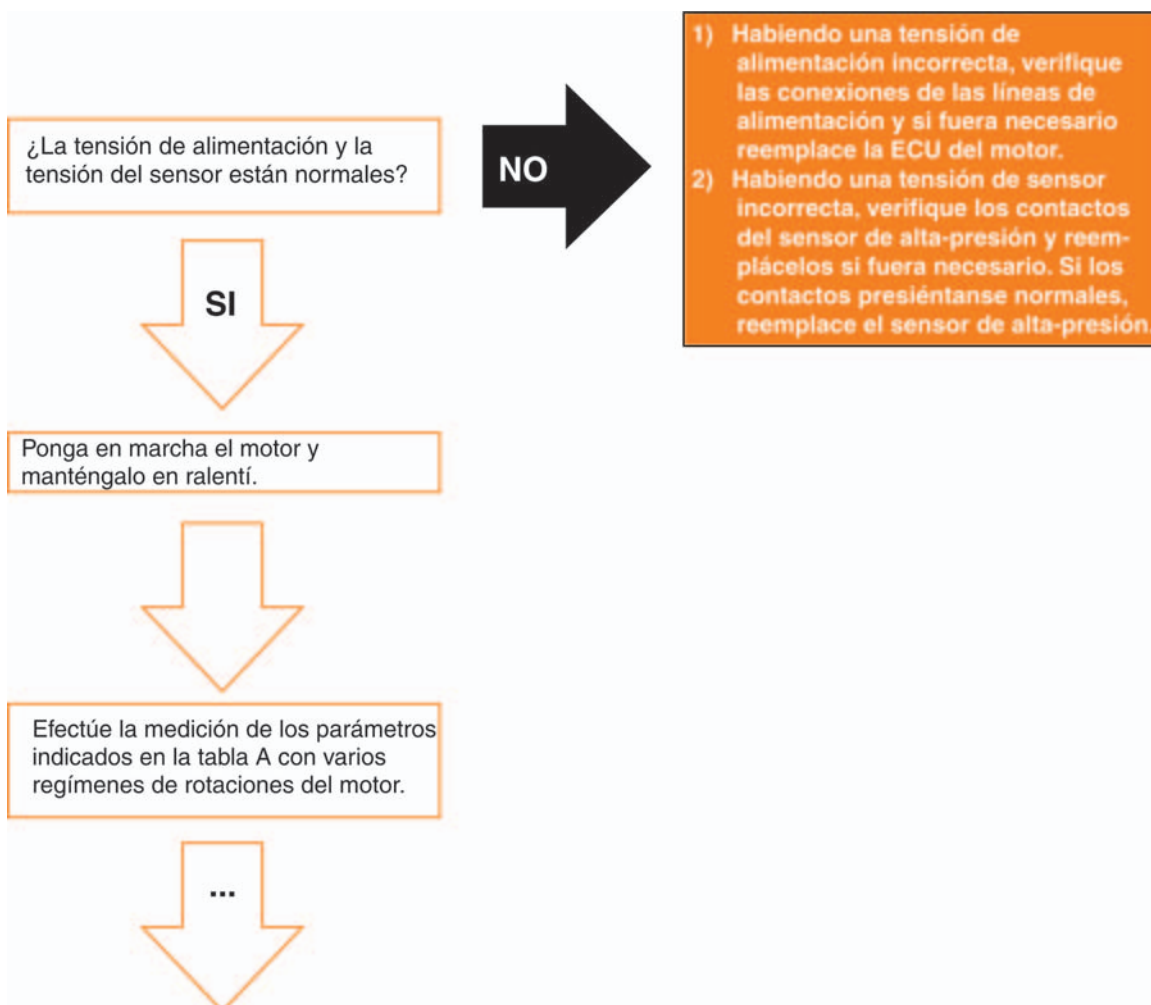 ¿La tensión de alimentación y la
tensión del sensor están normales?
NO
1) Habiendo una tensión de
alimentación incorrecta, verifique
las conexiones de las líneas de
alimentación y si fuera necesario
reemplace la ECU del motor.
2) Habiendo una tensión de sensor
incorrecta, verifique los contactos
del sensor de alta-presión y reem-
plácelos si fuera necesario. Si los
contactos presiéntanse normales,
reemplace el sensor de alta-presión.
SI
Ponga en marcha el motor y
manténgalo en ralentí.
Efectúe la medición de los parámetros
indicados en la tabla A con varios
regímenes de rotaciones del motor.
...